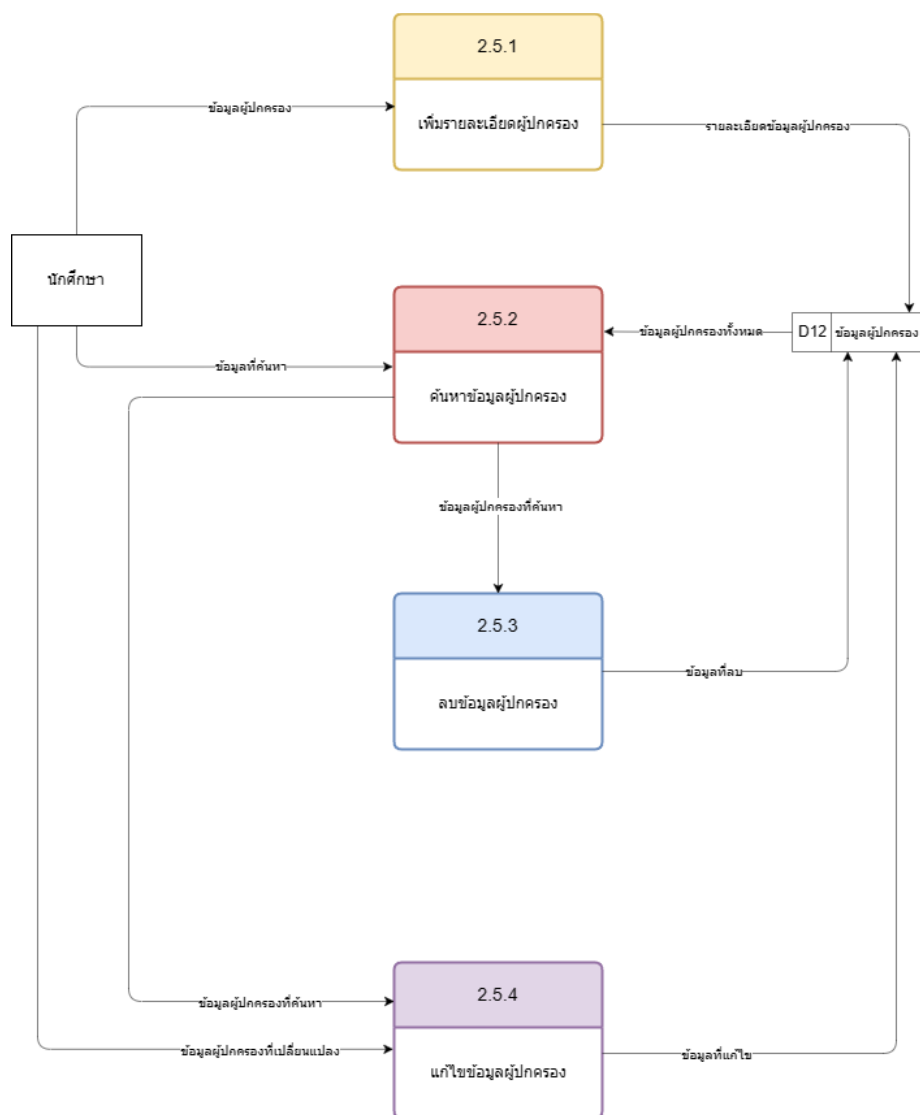 2.5.1
ข้อมูลผู้ปกครอง
เพิ่มรายละเอียดผู้ปกครอง
รายละเอียดข้อมูลผู้ปกครอง
นักศึกษา
2.5.2
ข้อมูลผู้ปกครองทั้งหมด
D12
ข้อมูลผู้ปกครอง
ข้อมูลที่ค้นหา
ค้นหาข้อมูลผู้ปกครอง
ข้อมูลผู้ปกครองที่ค้นหา
2.5.3
ข้อมูลที่ลบ
ลบข้อมูลผู้ปกครอง
2.5.4
ข้อมูลผู้ปกครองที่ค้นหา
ข้อมูลผู้ปกครองที่เปลี่ยนแปลง
ข้อมูลที่แก้ไข
แก้ไขข้อมูลผู้ปกครอง